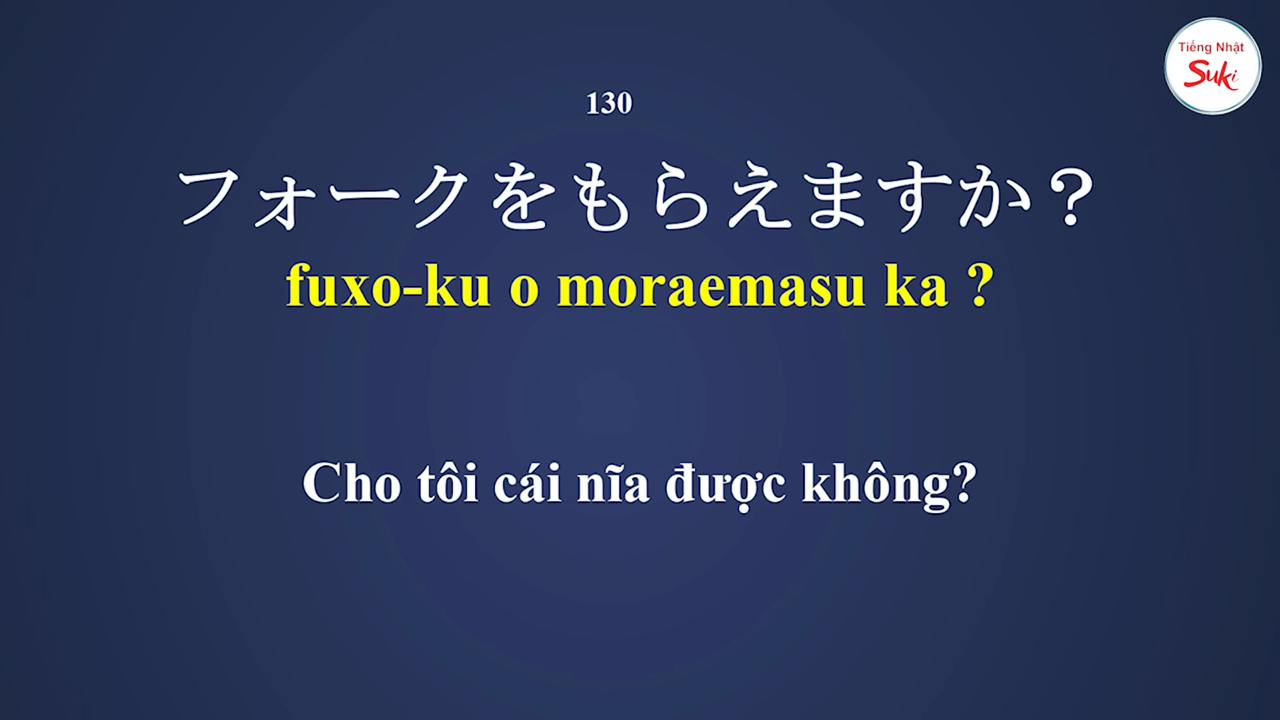 Tiếng Nhật
Suki
130
フォークをもらえますか？
fuxo-ku o moraemasu ka ?
Cho tôi cái nĩa được không?